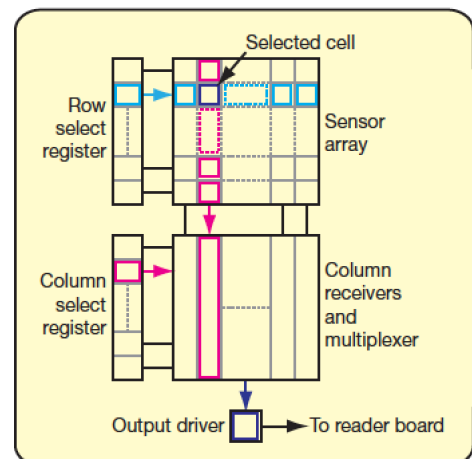 Selected cell
Row
select
register
Sensor
array
Column
select
register
Column
receivers
and
multiplexer
Output driver
To reader board